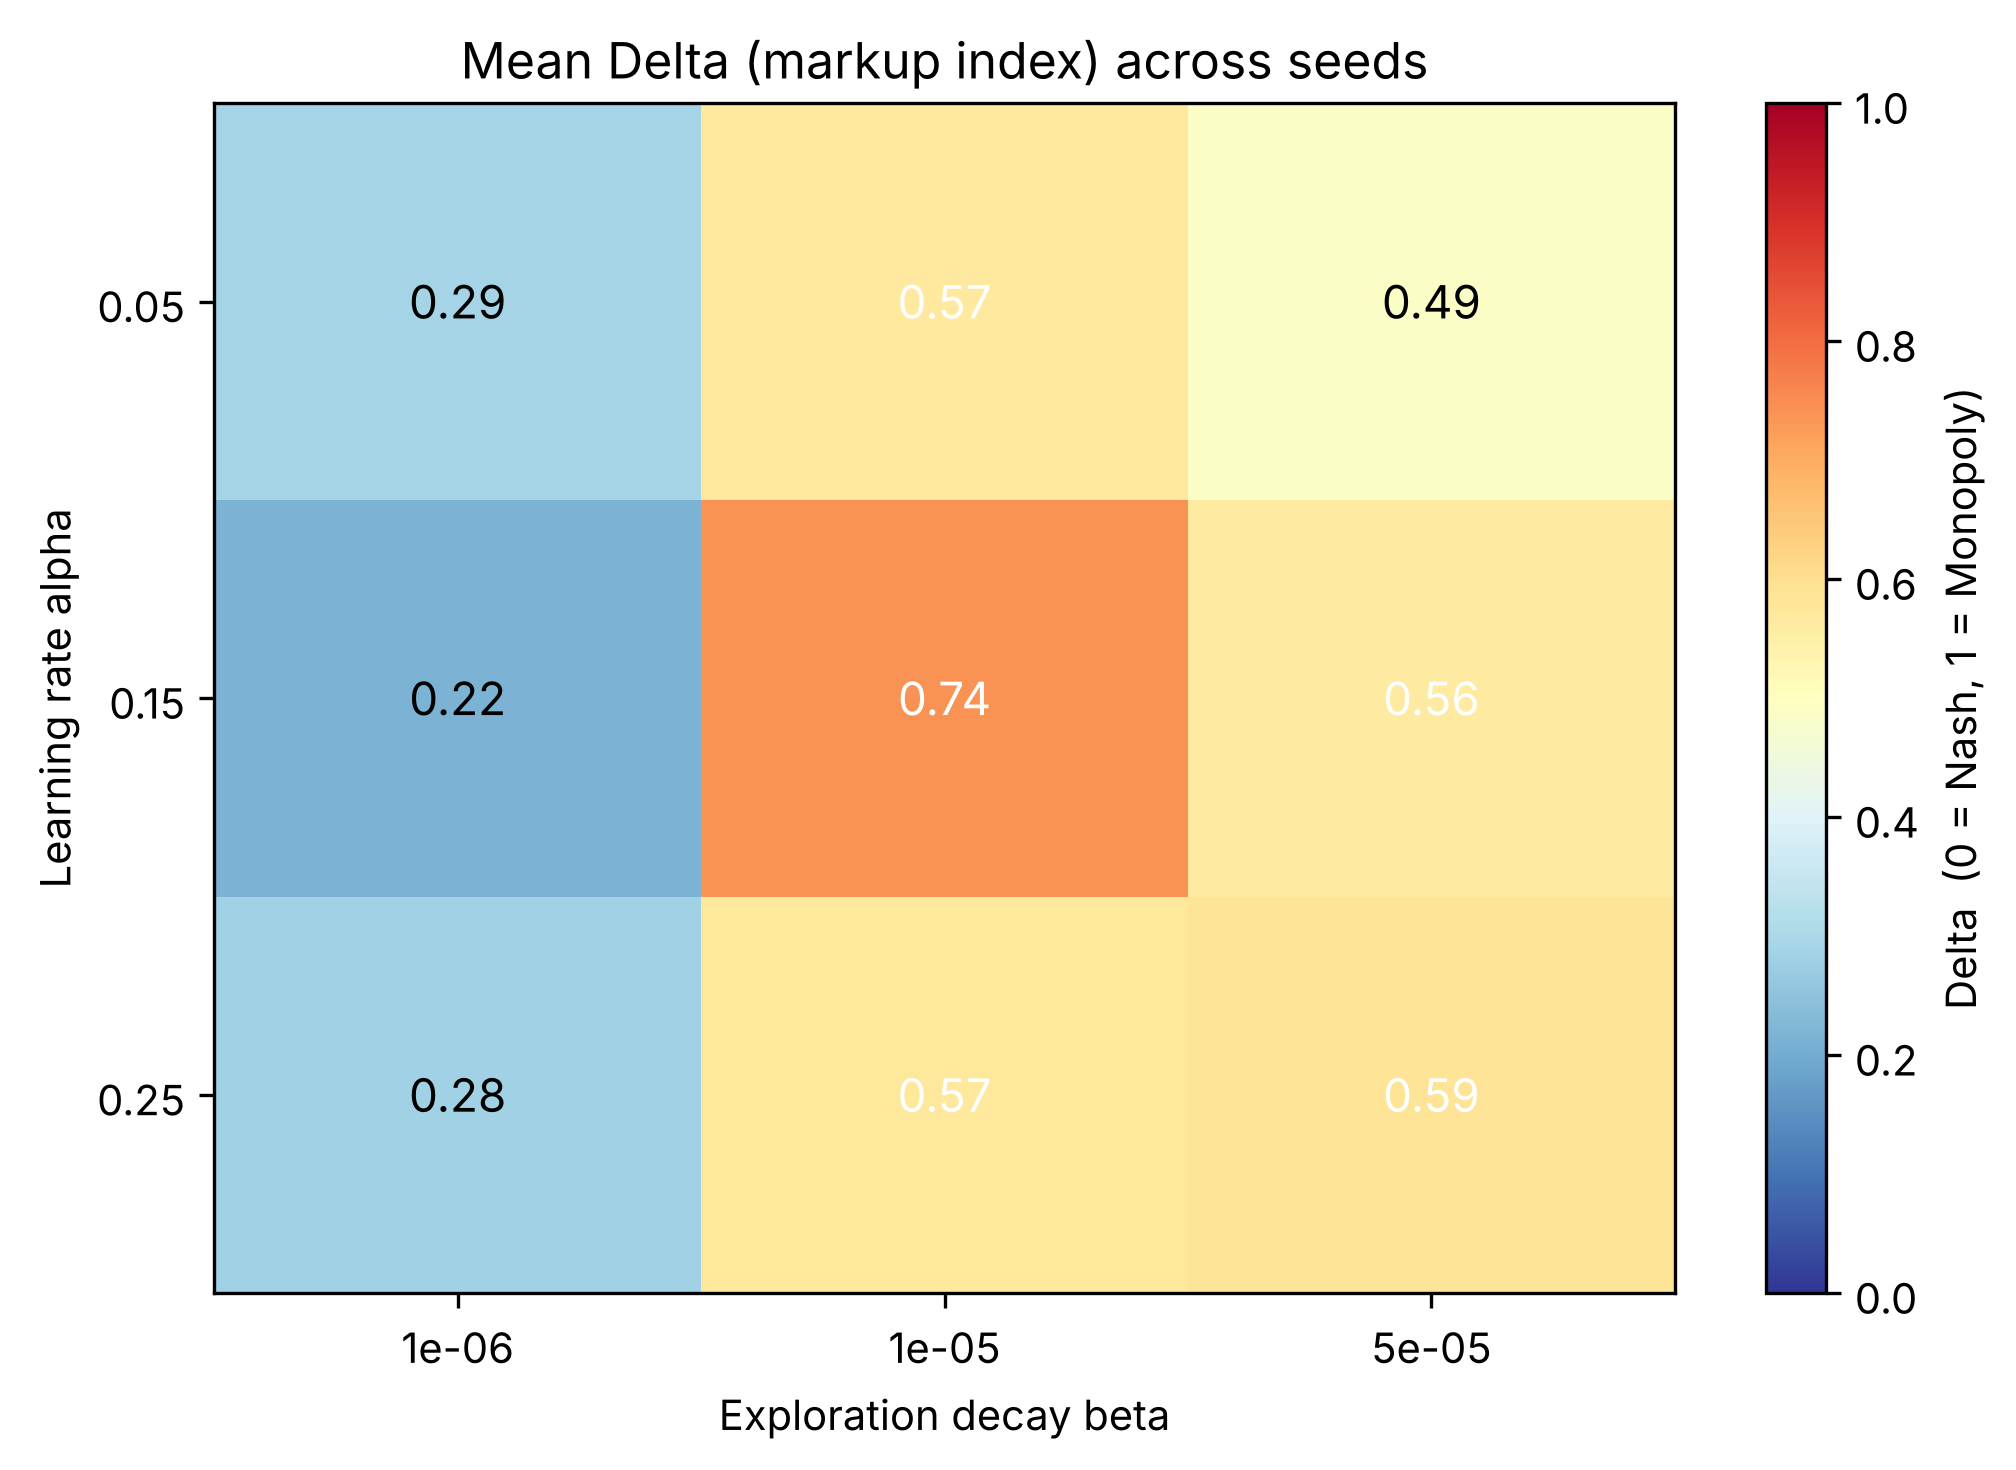 Mean Delta (markup index) across seeds
0.05
0.29
0.57
0.49
0.15
0.22
0.74
0.56
0.25
0.28
0.57
0.59
1e-06
1e-05
5e-05
Exploration decay beta
Learning rate alpha
1.0
0.8
0.6
0.4
0.2
0.0
Delta (0 = Nash, 1 = Monopoly)